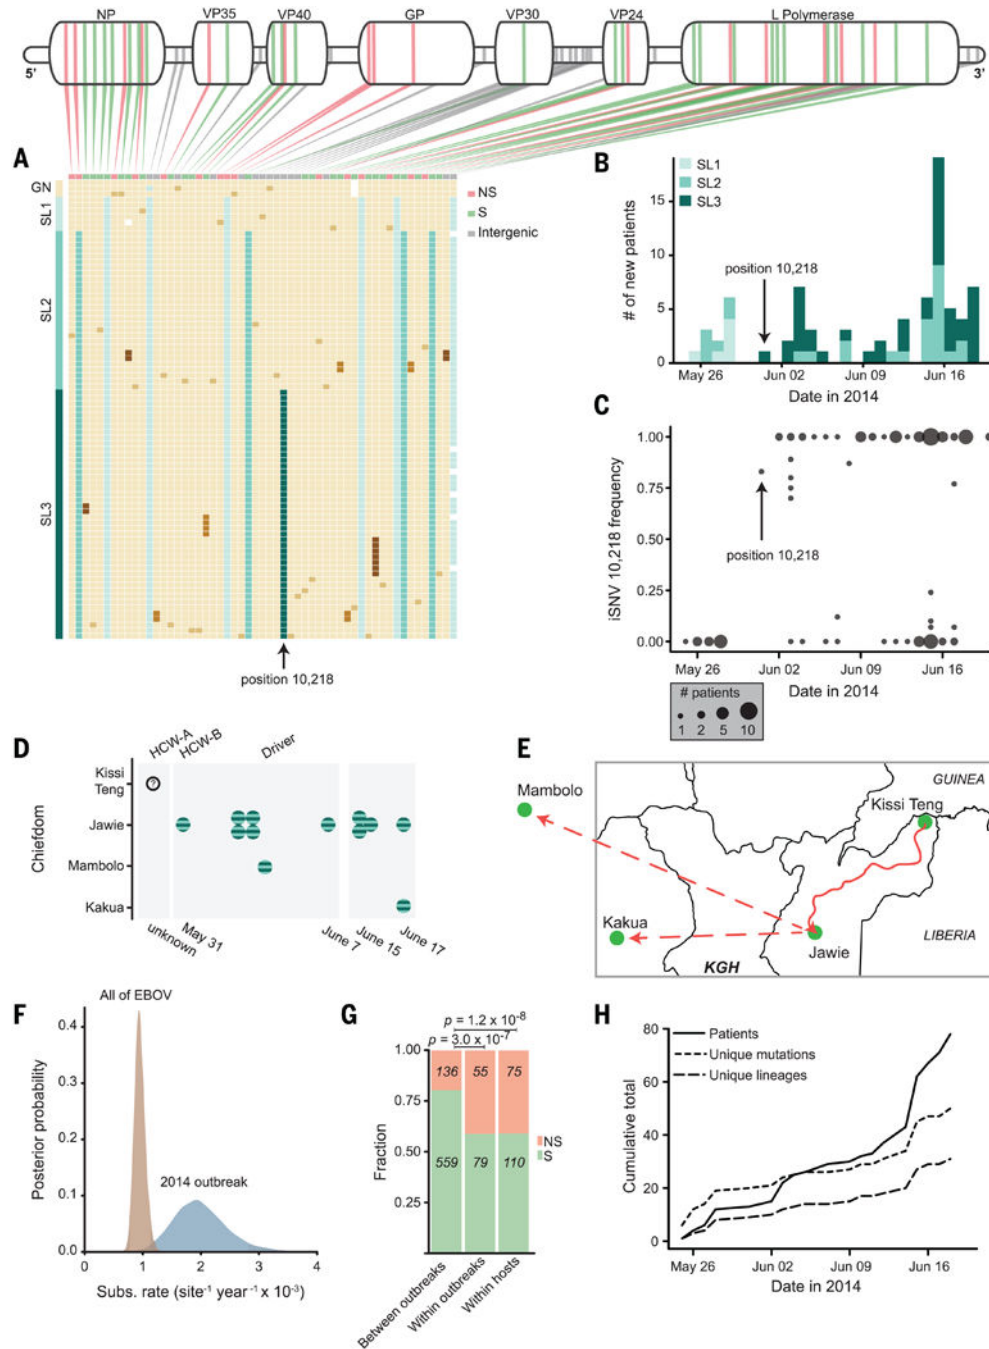 NP VP35 VP40 GP VP30 VP24 L Polymerase
5' 3'
A
GN
SL1
SL2
SL3
NS
S
Intergenic
position 10,218
B
SL1
SL2
SL3
# of new patients
15
10
5
0
position 10,218
May 26 Jun 02 Jun 09 Jun 16
Date in 2014
C
iSNV 10,218 frequency
1.00
0.75
0.50
0.25
0.00
position 10,218
May 26 Jun 02 Jun 09 Jun 16
Date in 2014
# patients
1 2 5 10
D
HCW-A
HCW-B
Driver
Chiefdom
Kissi
Teng
?
Jawie
Mambolo
Kakua
unknown
May 31
June 7
June 15
June 17
E
Mambolo
GUINEA
Kissi Teng
Kakua
KGH
Jawie
LIBERIA
F
All of EBOV
Posterior probability
0.4
0.3
0.2
0.1
0.0
2014 outbreak
0 1 2 3 4
Subs. rate (site⁻¹ year⁻¹ x 10⁻³)
G
p = 1.2 x 10⁻⁸
p = 3.0 x 10⁻⁷
Fraction
1.00
0.75
0.50
0.25
136 55 75
559 79 110
NS
S
Between outbreaks
Within outbreaks
Within hosts
H
Cumulative total
80
60
40
20
0
Patients
Unique mutations
Unique lineages
May 26 Jun 02 Jun 09 Jun 16
Date in 2014